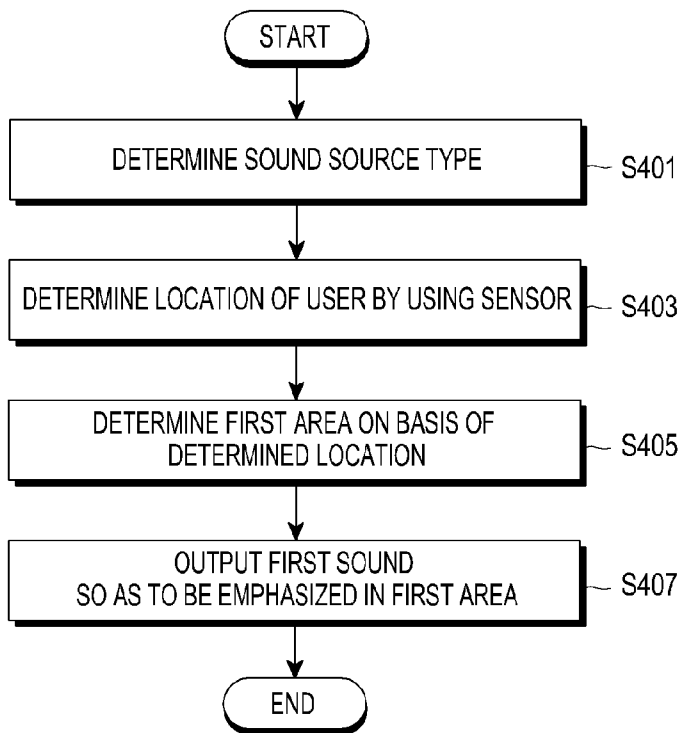 START
DETERMINE SOUND SOURCE TYPE
S401
DETERMINE LOCATION OF USER BY USING SENSOR
S403
DETERMINE FIRST AREA ON BASIS OF
DETERMINED LOCATION
S405
OUTPUT FIRST SOUND
SO AS TO BE EMPHASIZED IN FIRST AREA
S407
END